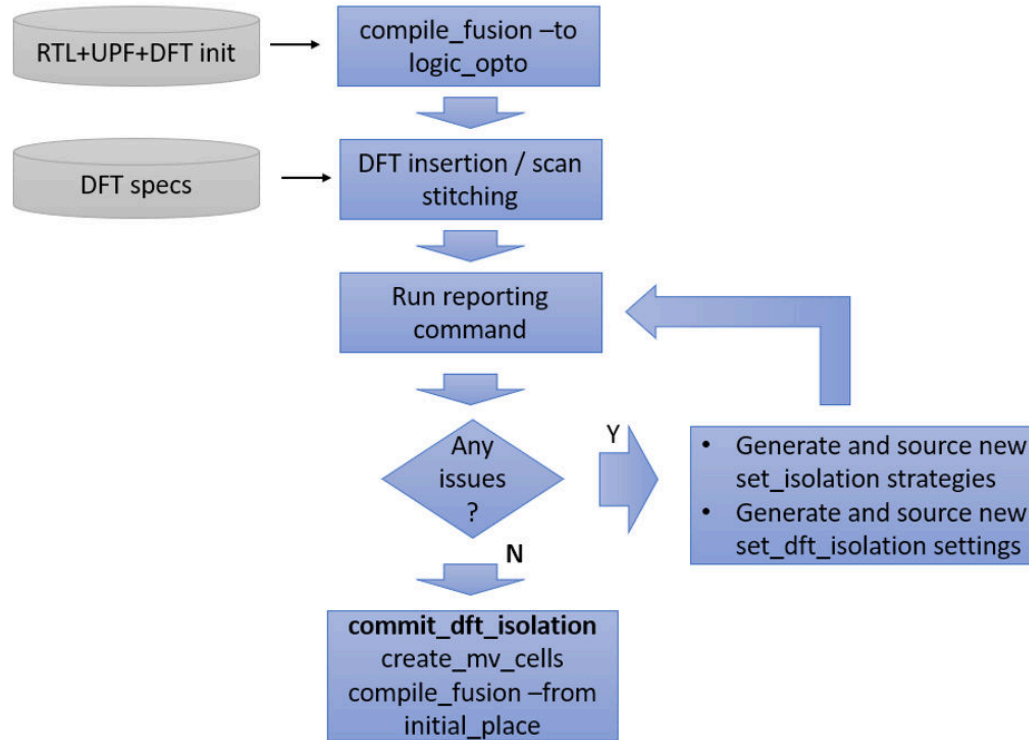 RTL+UPF+DFT init
compile_fusion –to
logic_opto
DFT specs
DFT insertion / scan
stitching
Run reporting
command
Any
issues
?
Y
• Generate and source new
set_isolation strategies
• Generate and source new
set_dft_isolation settings
N
commit_dft_isolation
create_mv_cells
compile_fusion –from
initial_place